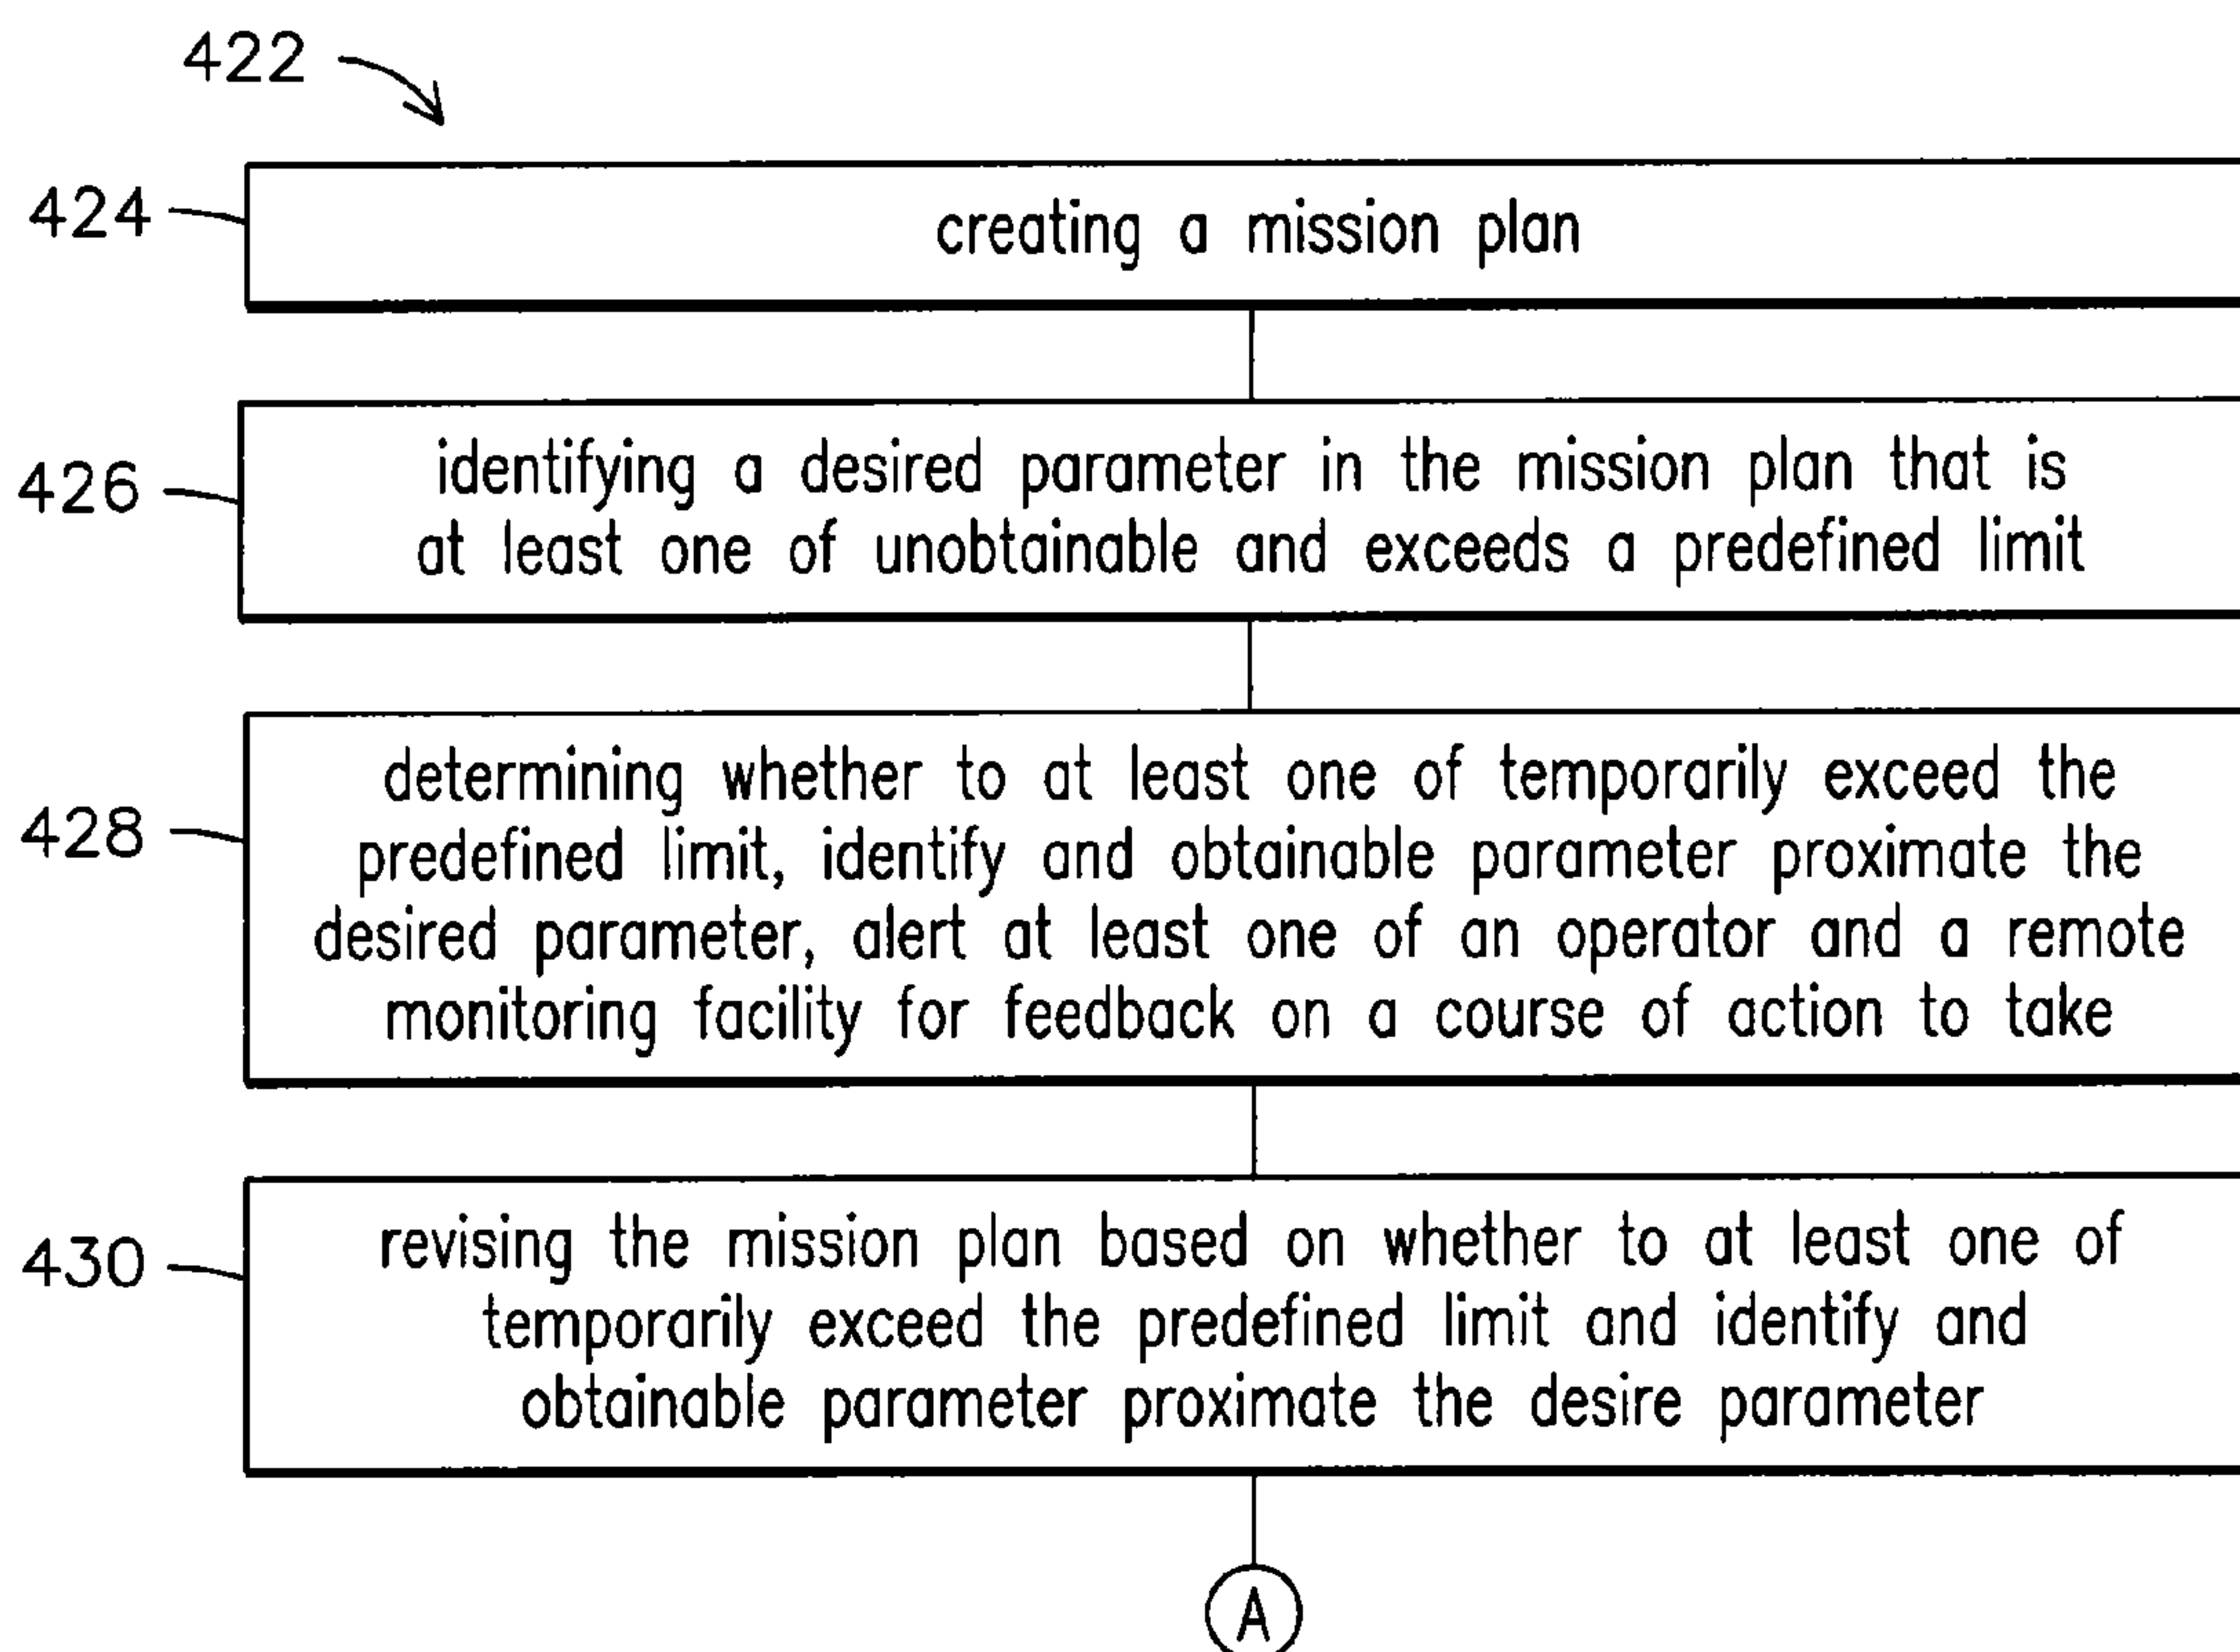 422
424
creating a mission plan
426
identifying a desired parameter in the mission plan that is
at least one of unobtainable and exceeds a predefined limit
428
determining whether to at least one of temporarily exceed the
predefined limit, identify and obtainable parameter proximate the
desired parameter, alert at least one of an operator and a remote
monitoring facility for feedback on a course of action to take
430
revising the mission plan based on whether to at least one of
temporarily exceed the predefined limit and identify and
obtainable parameter proximate the desire parameter
A